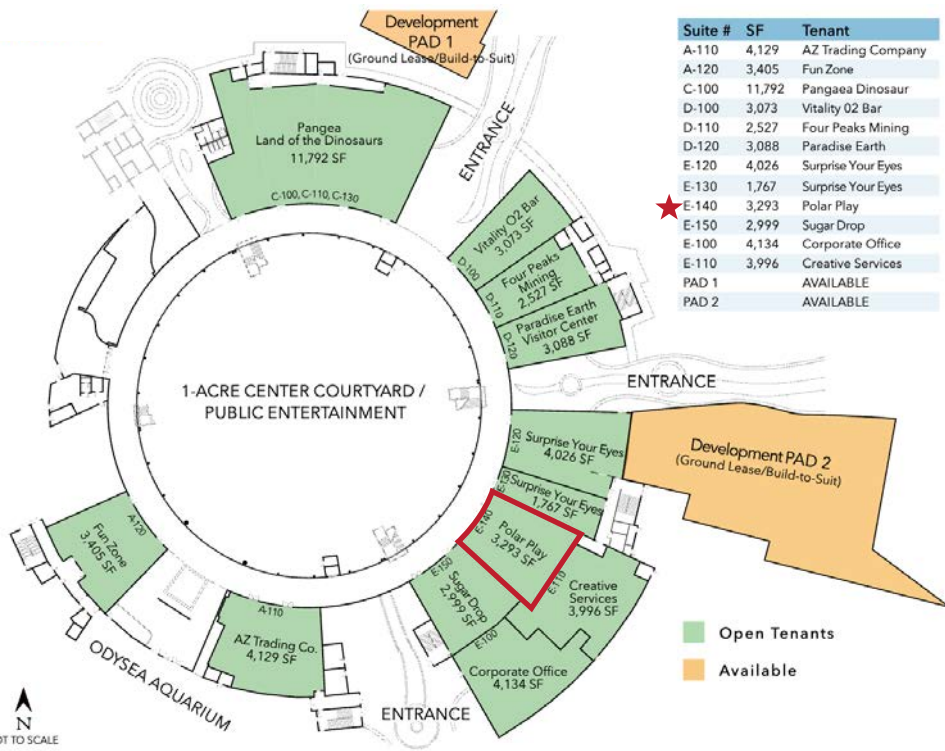 Development
PAD 1
(Ground Lease/Build-to-Suit)
Suite # SF Tenant
A-110 4,129 AZ Trading Company
A-120 3,405 Fun Zone
C-100 11,792 Pangaea Dinosaur
D-100 3,073 Vitality 02 Bar
D-110 2,527 Four Peaks Mining
D-120 3,088 Paradise Earth
E-120 4,026 Surprise Your Eyes
E-130 1,767 Surprise Your Eyes
E-140 3,293 Polar Play
E-150 2,999 Sugar Drop
E-100 4,134 Corporate Office
E-110 3,996 Creative Services
PAD 1 AVAILABLE
PAD 2 AVAILABLE
Pangea
Land of the Dinosaurs
11,792 SF
C-100, C-110, C-130
ENTRANCE
Vitality O2 Bar
3,073 SF
D-100
Four Peaks
Mining
2,527 SF
D-110
Paradise Earth
Visitor Center
3,088 SF
D-120
ENTRANCE
1-ACRE CENTER COURTYARD /
PUBLIC ENTERTAINMENT
E-120
Surprise Your Eyes
4,026 SF
Development PAD 2
(Ground Lease/Build-to-Suit)
E-130
Surprise Your Eyes
1,767 SF
E-140
Polar Play
3,293 SF
E-150
Sugar Drop
2,999 SF
E-110
Creative
Services
3,996 SF
E-100
Corporate Office
4,134 SF
A-120
Fun Zone
3,405 SF
A-110
AZ Trading Co.
4,129 SF
ODYSEA AQUARIUM
ENTRANCE
Open Tenants
Available
N
OT TO SCALE